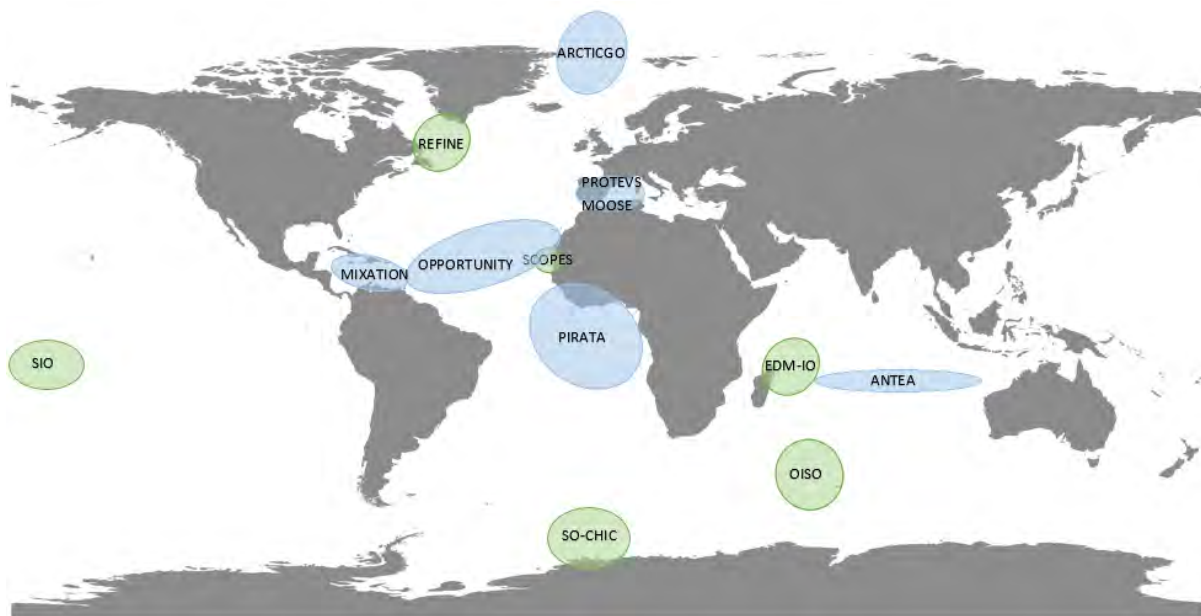 ARCTICGO
REFINE
PROTEVS
MOOSE
SCOPES
OPPORTUNITY
MIXATION
PIRATA
SIO
EDM-IO
ANTEA
OISO
SO-CHIC